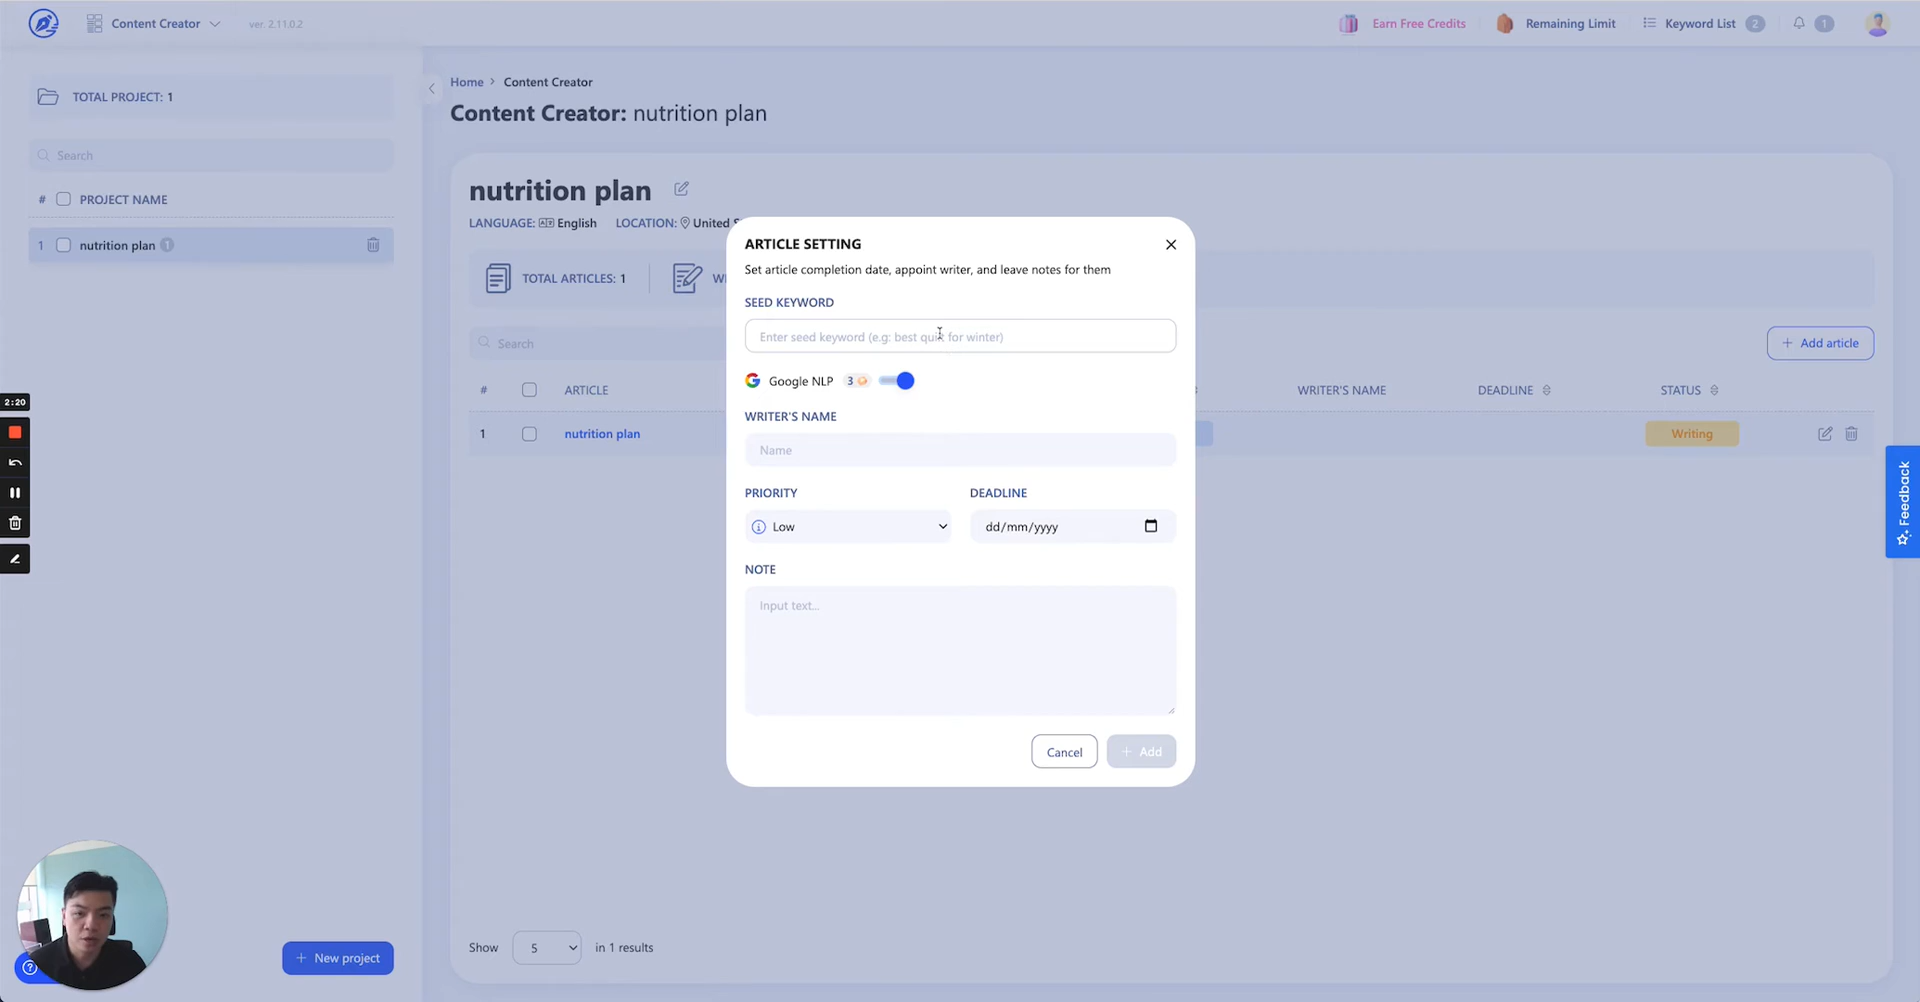 Content Creator
ver. 2.11.0.2
Earn Free Credits
Remaining Limit
Keyword List 2
1
TOTAL PROJECT: 1
Search
# PROJECT NAME
1 nutrition plan 1
Home > Content Creator
Content Creator: nutrition plan
nutrition plan
LANGUAGE: English LOCATION: United
TOTAL ARTICLES: 1
Search
+ Add article
# ARTICLE WRITER'S NAME DEADLINE STATUS
1 nutrition plan Writing
ARTICLE SETTING
Set article completion date, appoint writer, and leave notes for them
SEED KEYWORD
Enter seed keyword (e.g: best quik for winter)
Google NLP 3
WRITER'S NAME
Name
PRIORITY DEADLINE
Low dd/mm/yyyy
NOTE
Input text...
Cancel + Add
2:20
Feedback
+ New project
Show 5 in 1 results